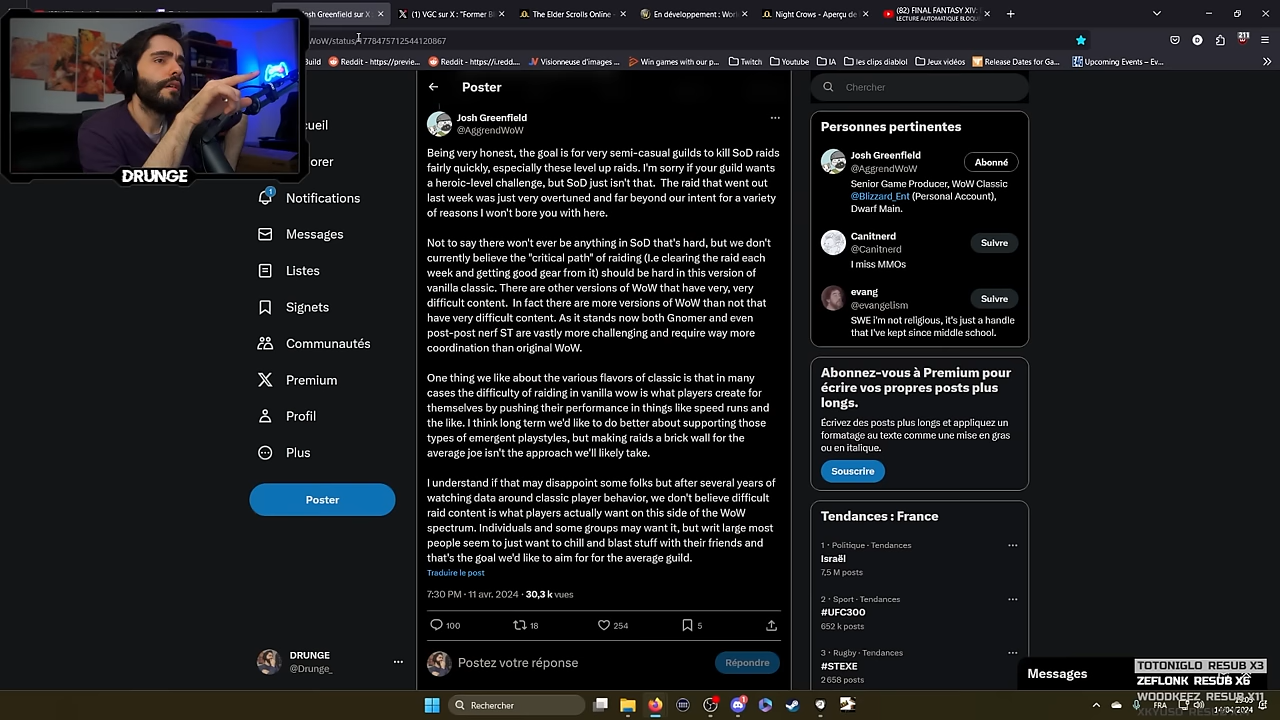 Josh Greenfield sur X
(1) VGC sur X : "Former B
The Elder Scrolls Online
En développement : Wor
Night Crows - Aperçu de
(82) FINAL FANTASY XIV:
LECTURE AUTOMATIQUE BLOQU
WoW/status/1778475712544120867
211
Build
Reddit - https://previe...
Reddit - https://i.redd...
Visionneuse d'images ...
Win games with our p...
Twitch
Youtube
IA
les clips diablol
Jeux vidéos
Release Dates for Ga...
Upcoming Events – Ev...
DRUNGE
Poster
Chercher
cueil
orer
1
Notifications
Messages
Listes
Signets
Communautés
Premium
Profil
Plus
Poster
DRUNGE
@Drunge_
Josh Greenfield
@AggrendWoW
Being very honest, the goal is for very semi-casual guilds to kill SoD raids
fairly quickly, especially these level up raids. I'm sorry if your guild wants
a heroic-level challenge, but SoD just isn't that.  The raid that went out
last week was just very overtuned and far beyond our intent for a variety
of reasons I won't bore you with here.
Not to say there won't ever be anything in SoD that's hard, but we don't
currently believe the "critical path" of raiding (I.e clearing the raid each
week and getting good gear from it) should be hard in this version of
vanilla classic. There are other versions of WoW that have very, very
difficult content.  In fact there are more versions of WoW than not that
have very difficult content. As it stands now both Gnomer and even
post-post nerf ST are vastly more challenging and require way more
coordination than original WoW.
One thing we like about the various flavors of classic is that in many
cases the difficulty of raiding in vanilla wow is what players create for
themselves by pushing their performance in things like speed runs and
the like. I think long term we'd like to do better about supporting those
types of emergent playstyles, but making raids a brick wall for the
average joe isn't the approach we'll likely take.
I understand if that may disappoint some folks but after several years of
watching data around classic player behavior, we don't believe difficult
raid content is what players actually want on this side of the WoW
spectrum. Individuals and some groups may want it, but writ large most
people seem to just want to chill and blast stuff with their friends and
that's the goal we'd like to aim for for the average guild.
Traduire le post
7:30 PM · 11 avr. 2024 · 30,3 k vues
100
18
254
5
Postez votre réponse
Répondre
Personnes pertinentes
Josh Greenfield
@AggrendWoW
Abonné
Senior Game Producer, WoW Classic
@Blizzard_Ent (Personal Account),
Dwarf Main.
Canitnerd
@Canitnerd
Suivre
I miss MMOs
evang
@evangelism
Suivre
SWE i'm not religious, it's just a handle
that I've kept since middle school.
Abonnez-vous à Premium pour
écrire vos propres posts plus
longs.
Écrivez des posts plus longs et appliquez un
formatage au texte comme une mise en gras
ou en italique.
Souscrire
Tendances : France
1 · Politique · Tendances
Israël
7,5 M posts
2 · Sport · Tendances
#UFC300
652 k posts
3 · Rugby · Tendances
#STEXE
2 658 posts
Messages
TOTONIGLO RESUB X3
ZEFLONK RESUB X6
WOODKEEZ RESUB X11
Rechercher
1
FRA
14/04/2024